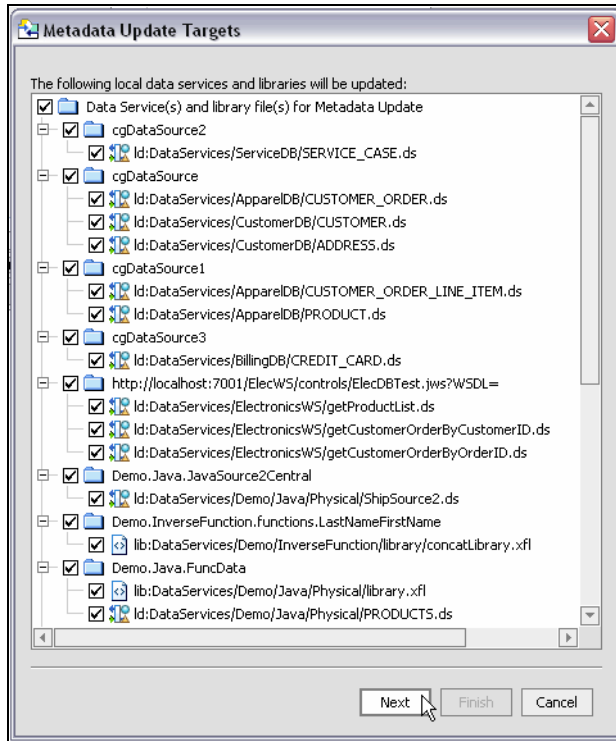 Metadata Update Targets
The following local data services and libraries will be updated:
Data Service(s) and library file(s) for Metadata Update
cgDataSource2
ld:DataServices/ServiceDB/SERVICE_CASE.ds
cgDataSource
ld:DataServices/ApparelDB/CUSTOMER_ORDER.ds
ld:DataServices/CustomerDB/CUSTOMER.ds
ld:DataServices/CustomerDB/ADDRESS.ds
cgDataSource1
ld:DataServices/ApparelDB/CUSTOMER_ORDER_LINE_ITEM.ds
ld:DataServices/ApparelDB/PRODUCT.ds
cgDataSource3
ld:DataServices/BillingDB/CREDIT_CARD.ds
http://localhost:7001/ElecWS/controls/ElecDBTest.jws?WSDL=
ld:DataServices/ElectronicsWS/getProductList.ds
ld:DataServices/ElectronicsWS/getCustomerOrderByCustomerID.ds
ld:DataServices/ElectronicsWS/getCustomerOrderByOrderID.ds
Demo.Java.JavaSource2Central
ld:DataServices/Demo/Java/Physical/ShipSource2.ds
Demo.InverseFunction.functions.LastNameFirstName
lib:DataServices/Demo/InverseFunction/library/concatLibrary.xfl
Demo.Java.FuncData
lib:DataServices/Demo/Java/Physical/library.xfl
ld:DataServices/Demo/Java/Physical/PRODUCTS.ds
Next Finish Cancel